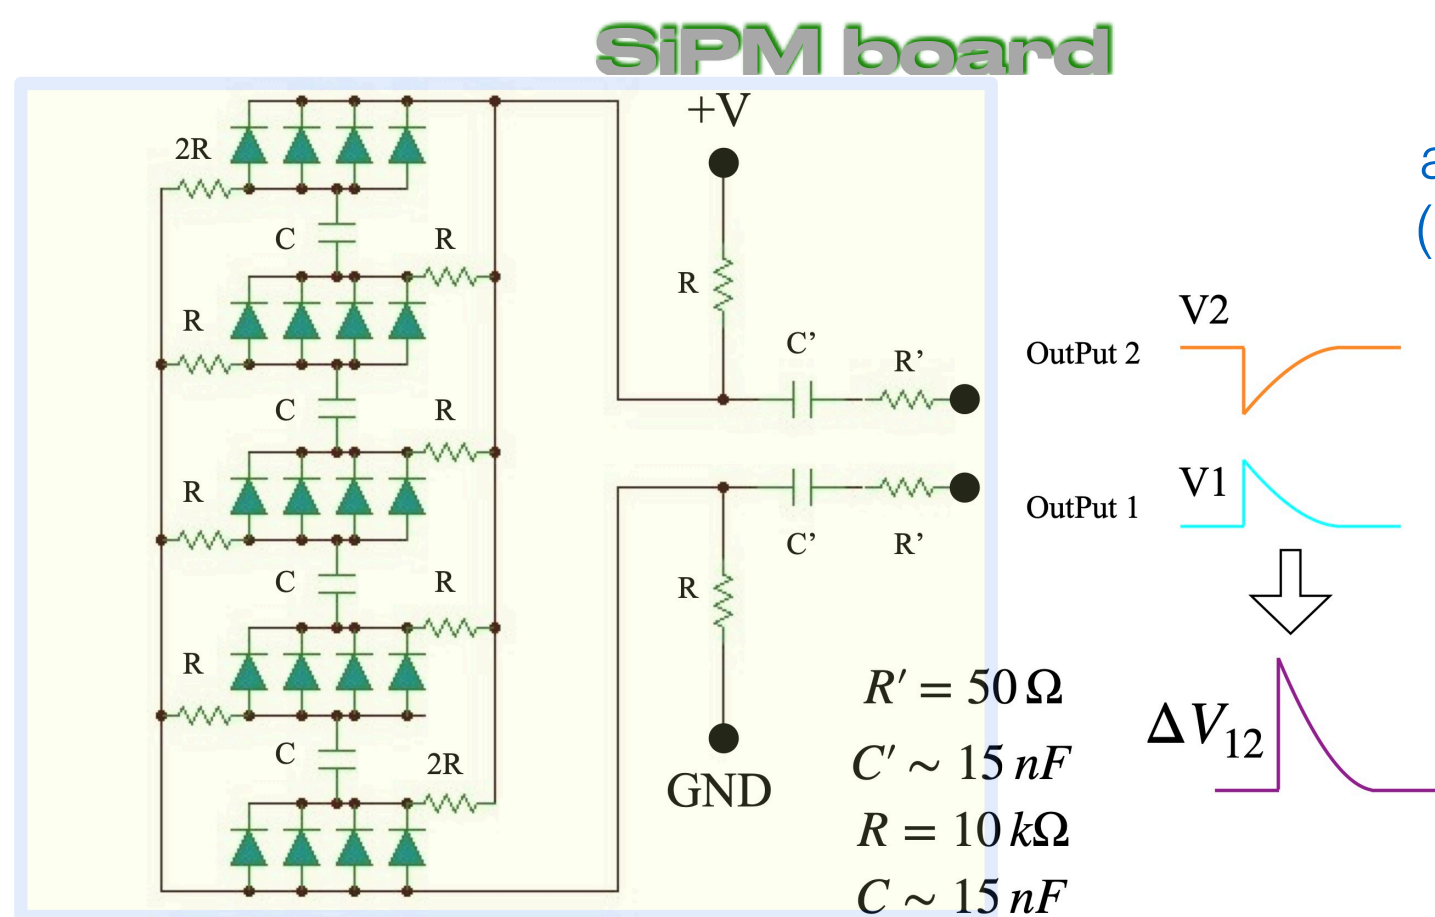 SiPM board
+V
2R
C
R
R
R
C'
R'
C
R
R
C'
R'
C
R
R
R
C
2R
GND
R' = 50 Ω
C' ~ 15 nF
R = 10 kΩ
C ~ 15 nF
a
(
V2
OutPut 2
V1
OutPut 1
ΔV12